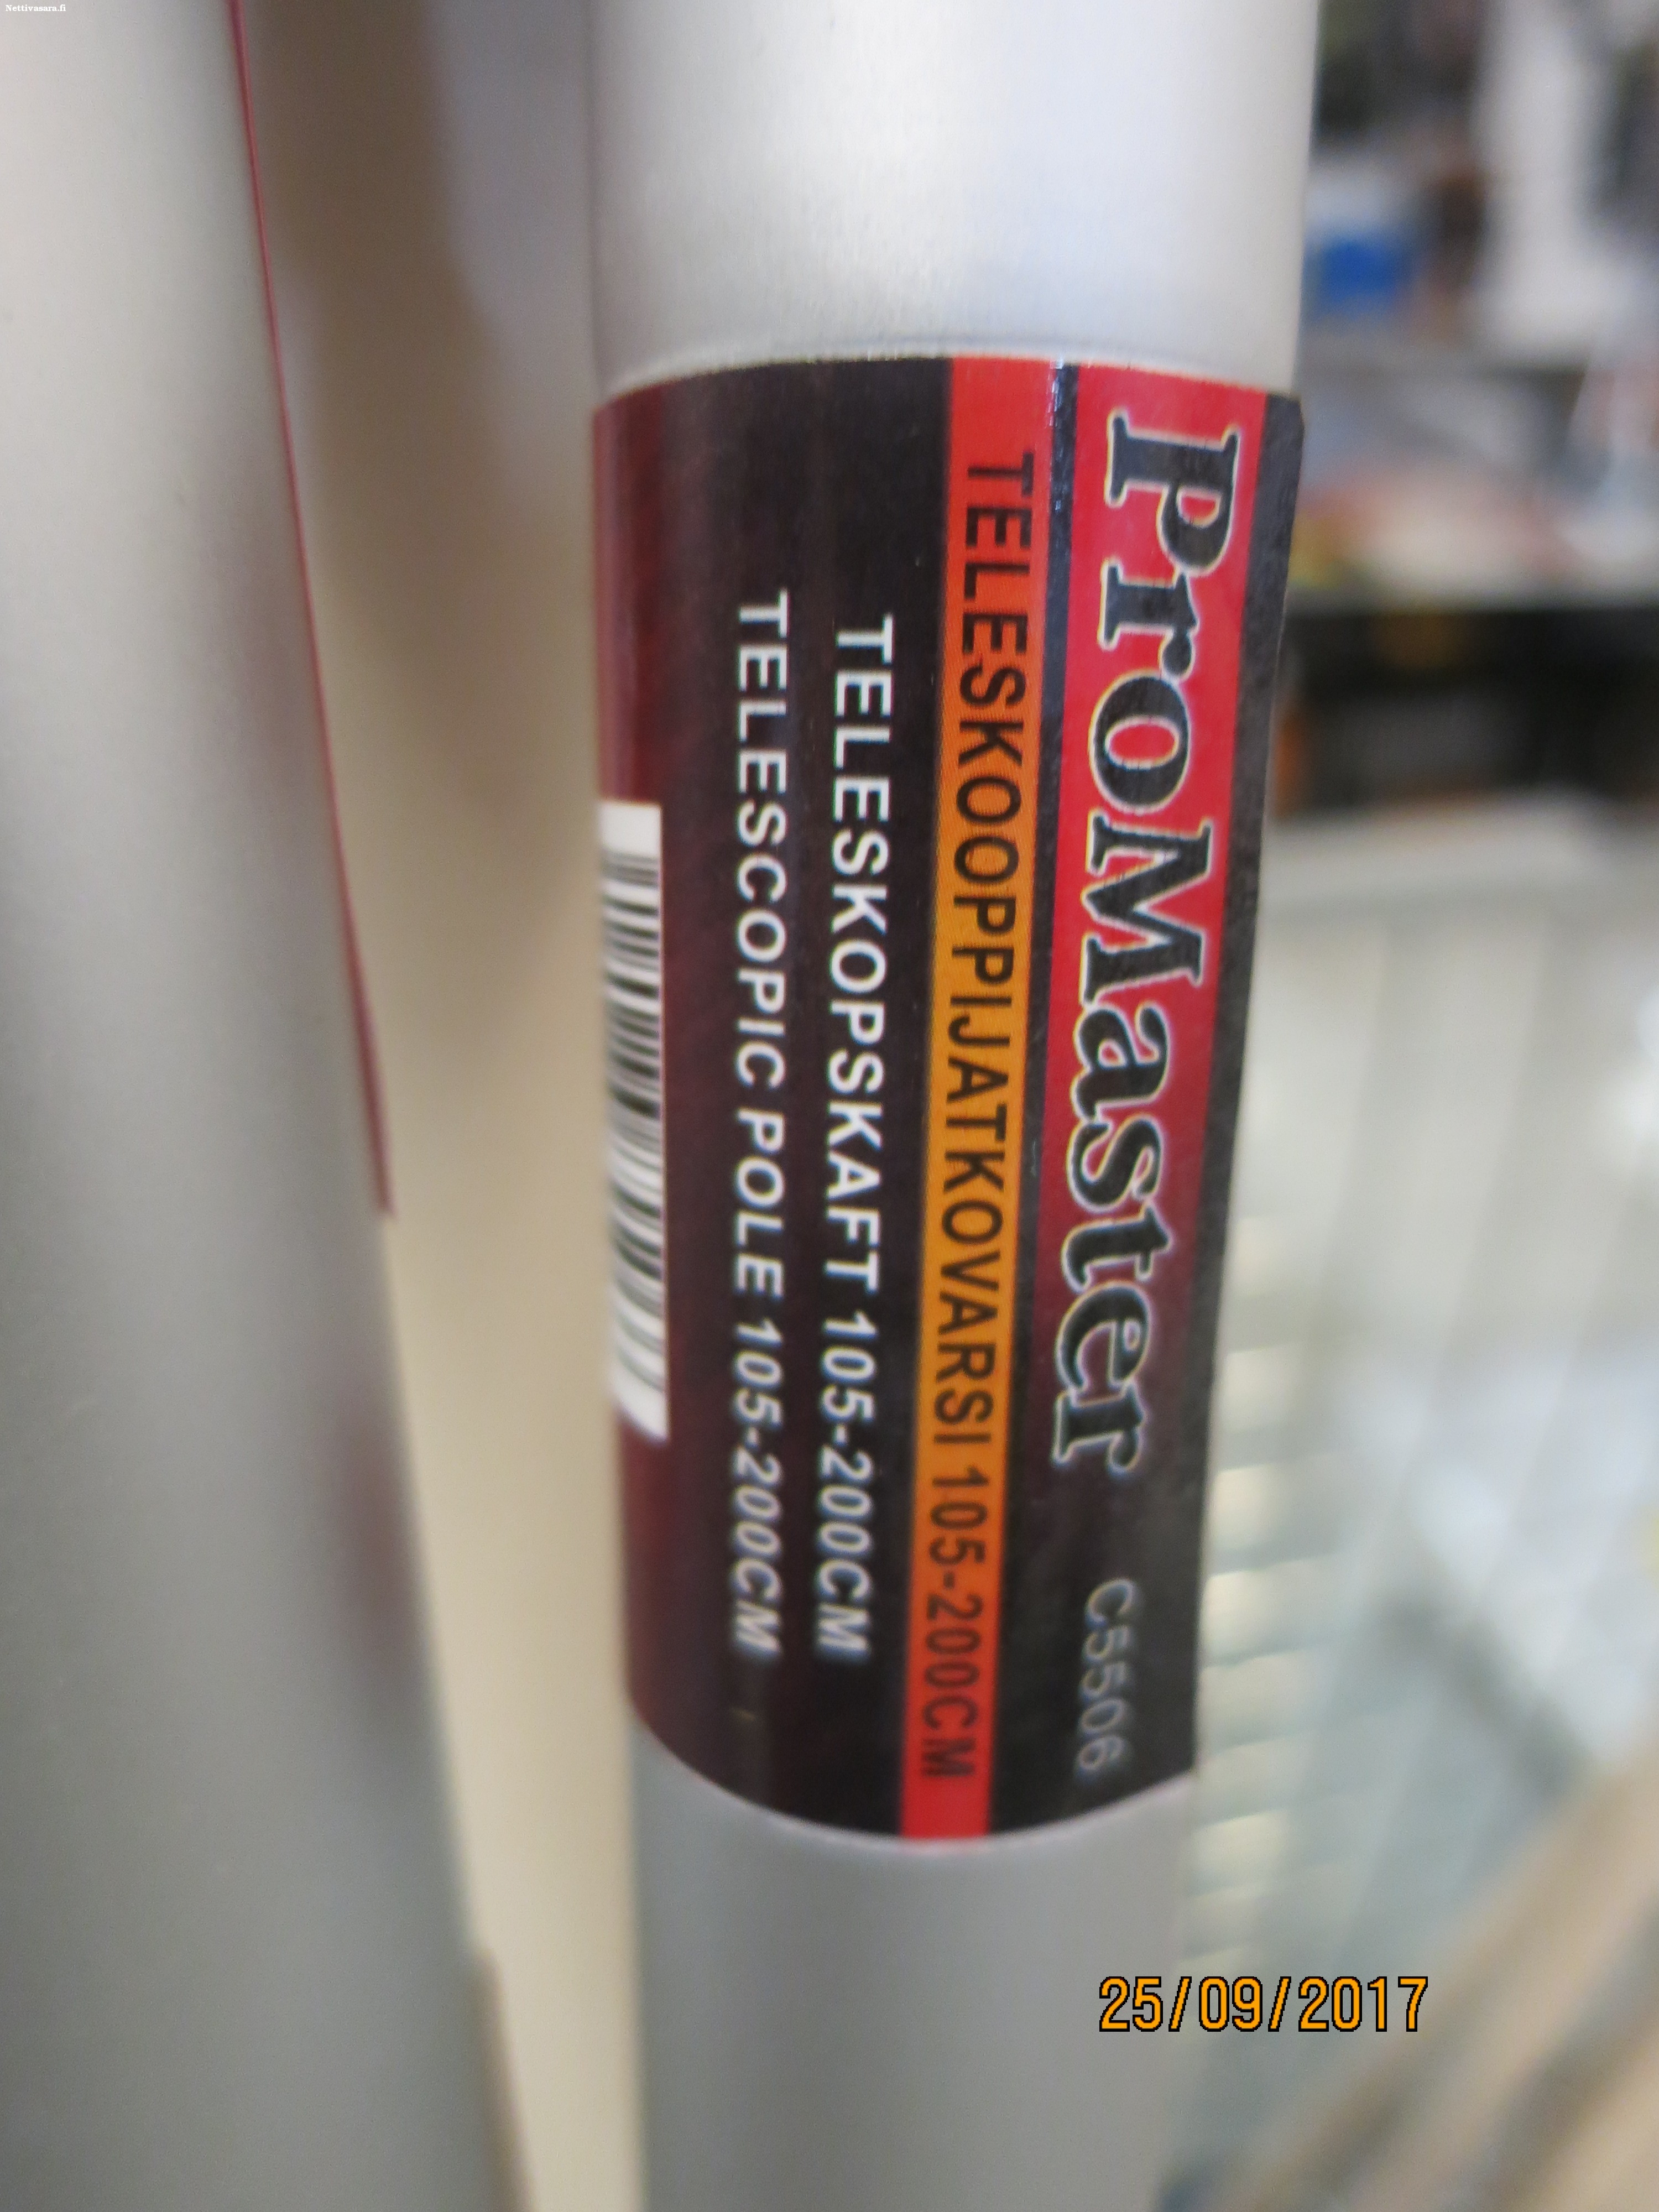 Nettivasara.fi
ProMaster C5506
TELESKOOPPIJATKOVARSI 105-200CM
TELESKOPSKAFT 105-200CM
TELESCOPIC POLE 105-200CM
25/09/2017